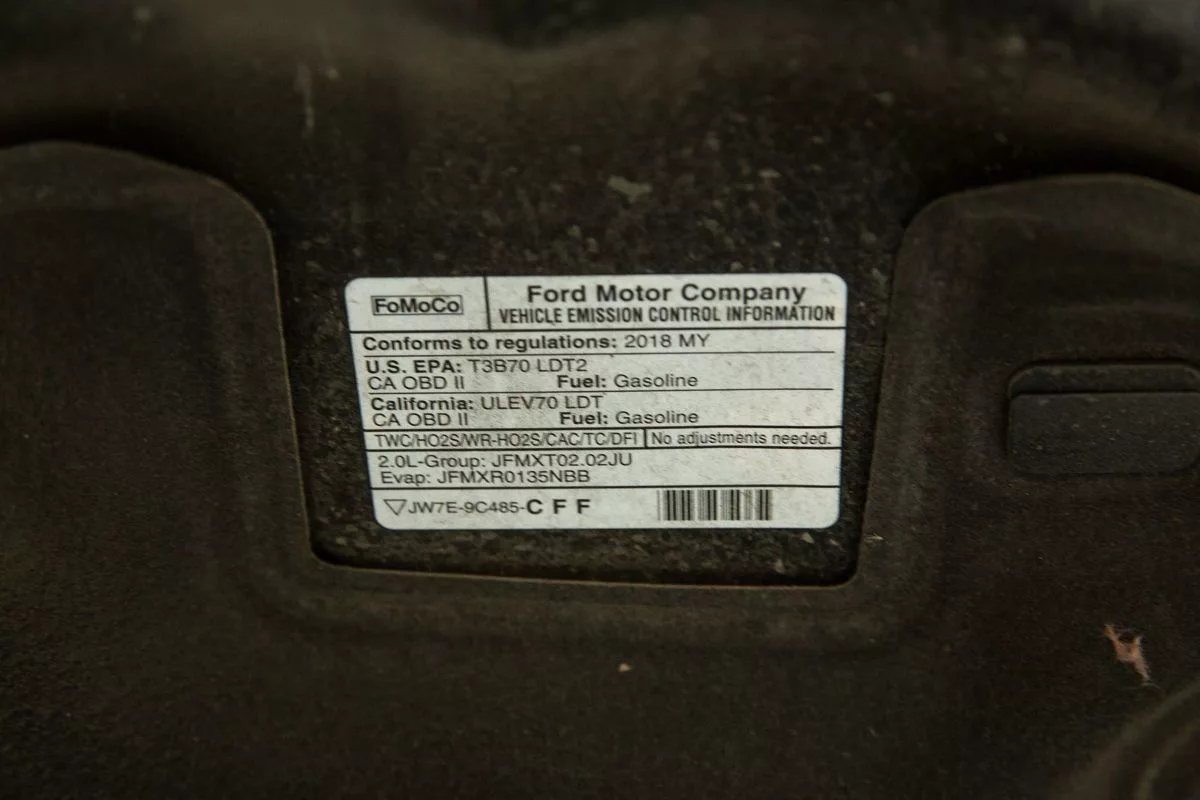 FoMoCo
Ford Motor Company
VEHICLE EMISSION CONTROL INFORMATION
Conforms to regulations: 2018 MY
U.S. EPA: T3B70 LDT2
CA OBD II Fuel: Gasoline
California: ULEV70 LDT
CA OBD II Fuel: Gasoline
TWC/HO2S/WR-HO2S/CAC/TC/DFI No adjustments needed.
2.0L-Group: JFMXT02.02JU
Evap: JFMXR0135NBB
▽JW7E-9C485-C F F